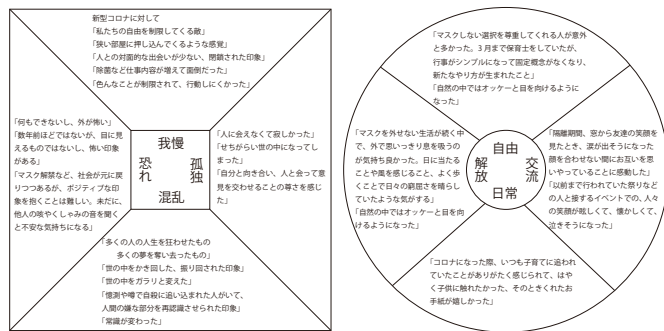 新型コロナに対して
「私たちの自由を制限してくる敵」
「狭い部屋に押し込んでくるような感覚」
「人との対面的な出会いが少ない、閉鎖された印象」
「除菌など仕事内容が増えて面倒だった」
「色んなことが制限されて、行動しにくかった」
「何もできないし、外が怖い」
「数年前ほどではないが、目に見
えるものではないし、怖い印象
がある」
「マスク解禁など、社会が元に戻
りつつあるが、ポジティブな印
象を抱くことは難しい。未だに、
他人の咳やくしゃみの音を聞く
と不安な気持ちになる」
我慢
恐れ
孤独
混乱
「人に会えなくて寂しかった」
「せちがらい世の中になってし
まった」
「自分と向き合い、人と会って意
見を交わせることの尊さを感じ
た」
「多くの人の人生を狂わせたもの
多くの夢を奪い去ったもの」
「世の中をかき回した、振り回された印象」
「世の中をガラリと変えた」
「憶測や噂で自殺に追い込まれた人がいて、
人間の嫌な部分を再認識させられた印象」
「常識が変わった」
「マスクしない選択を尊重してくれる人が意外
と多かった。3月まで保育士をしていたが、
行事がシンプルになって固定概念がなくなり、
新たなやり方が生まれたこと」
「自然の中ではオッケーと目を向けるように
なった」
「マスクを外せない生活が続く中
で、外で思いっきり息を吸うの
が気持ち良かった。日に当たる
ことや風を感じること、よく歩
くことで日々の窮屈さを晴らし
ていたような気がする」
「自然の中ではオッケーと目を向
けるようになった」
自由
解放
交流
日常
「隔離期間、窓から友達の笑顔
を見たとき、涙が出そうになった
顔を合わせない間にお互いを思
いやっていることに感動した」
「以前まで行われていた祭りなど
の人と接するイベントでの、人々
の笑顔が眩しくて、懐かしくて、
泣きそうになった」
「コロナになった際、いつも子育てに追われ
ていたことがありがたく感じられて、はや
く子供に触れたかった、そのときくれたお
手紙が嬉しかった」